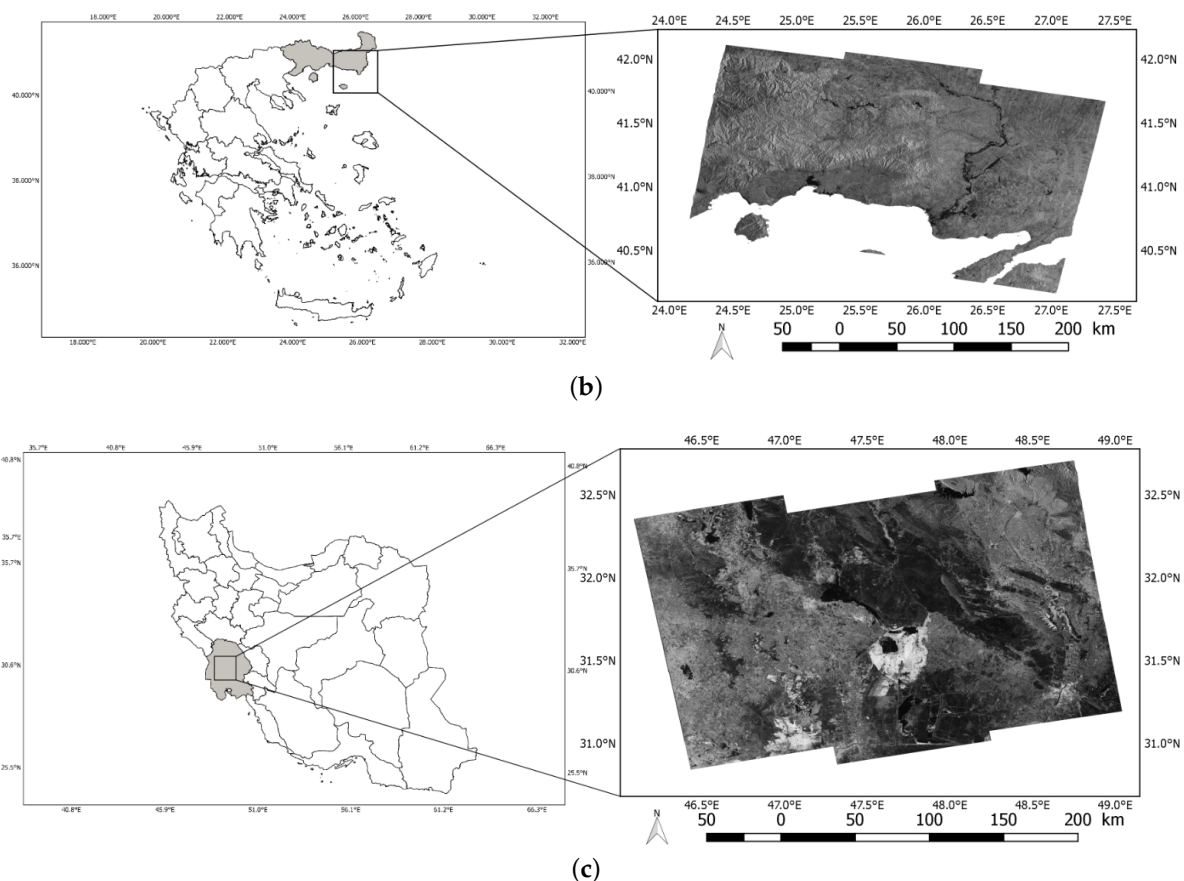 18.000°E 20.000°E 22.000°E 24.000°E 26.000°E 28.000°E 30.000°E 32.000°E
24.0°E 24.5°E 25.0°E 25.5°E 26.0°E 26.5°E 27.0°E 27.5°E
42.0°N 42.0°N
40.000°N 40.000°N
41.5°N 41.5°N
38.000°N 38.000°N
41.0°N 41.0°N
36.000°N 36.000°N
40.5°N 40.5°N
18.000°E 20.000°E 22.000°E 24.000°E 26.000°E 28.000°E 30.000°E 32.000°E
24.0°E 24.5°E 25.0°E 25.5°E 26.0°E 26.5°E 27.0°E 27.5°E
N
50 0 50 100 150 200 km
(b)
35.7°E 40.8°E 45.9°E 51.0°E 56.1°E 61.2°E 66.3°E
46.5°E 47.0°E 47.5°E 48.0°E 48.5°E 49.0°E
40.8°N 40.8°N
32.5°N 32.5°N
35.7°N
35.7°N 35.7°N
32.0°N 32.0°N
30.6°N 30.6°N
31.5°N 31.5°N
31.0°N 31.0°N
25.5°N 25.5°N
40.8°E 45.9°E 51.0°E 56.1°E 61.2°E 66.3°E
46.5°E 47.0°E 47.5°E 48.0°E 48.5°E 49.0°E
N
50 0 50 100 150 200 km
(c)